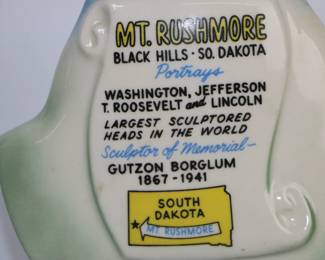 MT. RUSHMORE
BLACK HILLS - SO. DAKOTA
Portrays
WASHINGTON, JEFFERSON
T. ROOSEVELT and LINCOLN
LARGEST SCULPTORED
HEADS IN THE WORLD
Sculptor of Memorial-
GUTZON BORGLUM
1867-1941
SOUTH
DAKOTA
MT. RUSHMORE